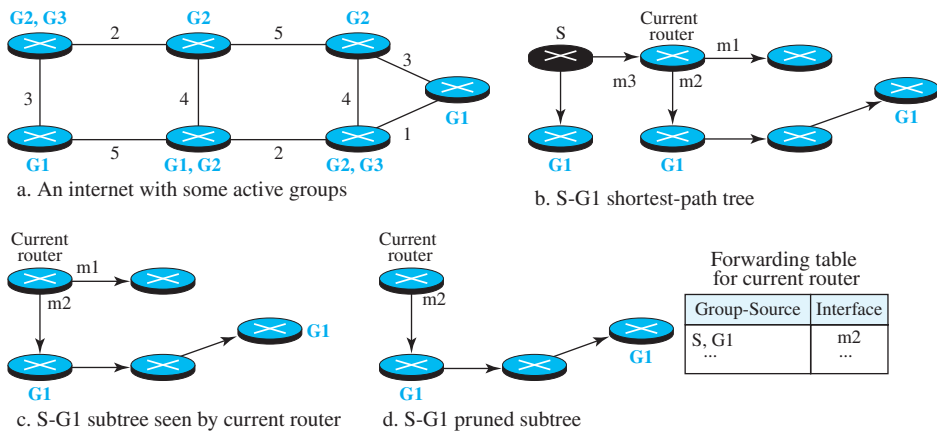 G2, G3
2
G2
5
G2
3
4
4
3
G1
1
G1
5
G1, G2
2
G2, G3
a. An internet with some active groups
S
Current
router
m1
m3
m2
G1
G1
G1
b. S-G1 shortest-path tree
Current
router
m1
m2
G1
G1
c. S-G1 subtree seen by current router
Current
router
m2
G1
G1
d. S-G1 pruned subtree
Forwarding table
for current router
Group-Source Interface
S, G1 m2
... ...